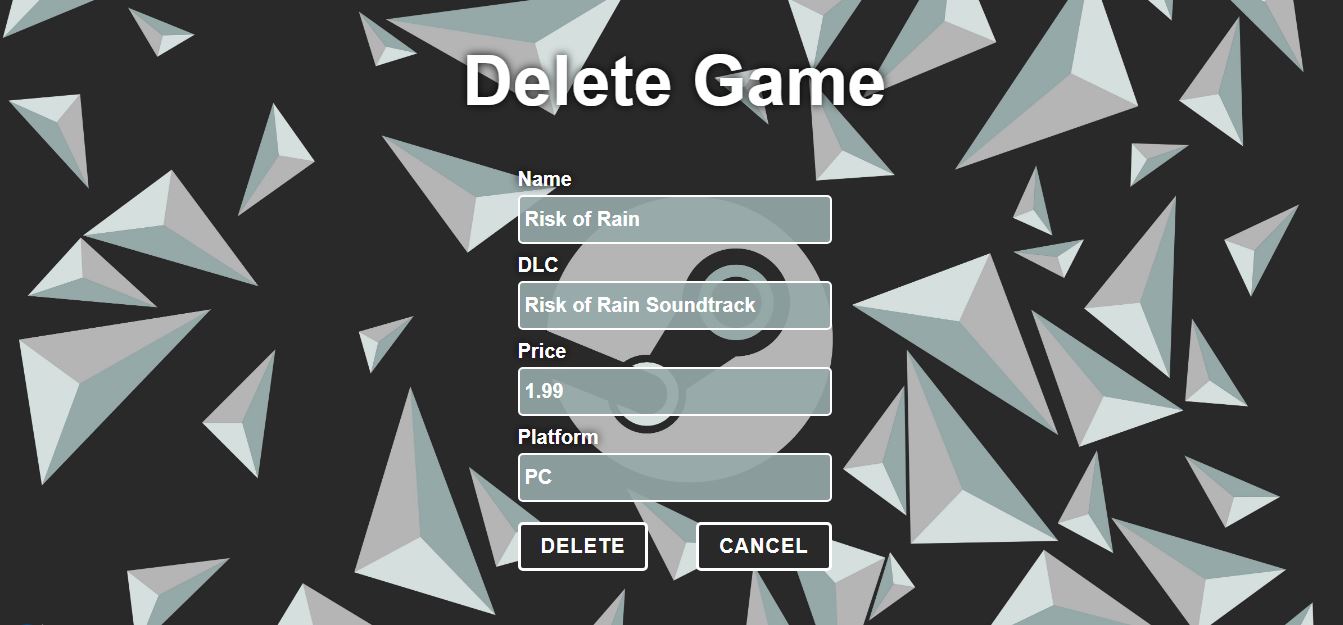 Delete Game
Name
Risk of Rain
DLC
Risk of Rain Soundtrack
Price
1.99
Platform
PC
DELETE CANCEL